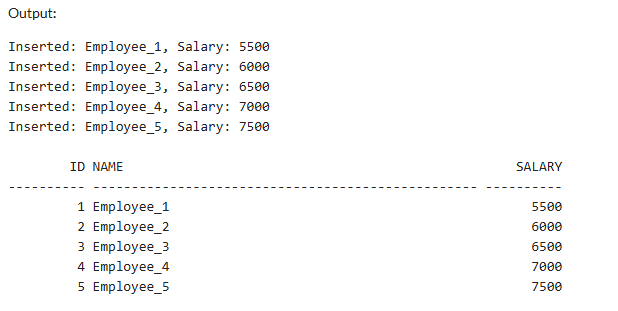 Output:
Inserted: Employee_1, Salary: 5500
Inserted: Employee_2, Salary: 6000
Inserted: Employee_3, Salary: 6500
Inserted: Employee_4, Salary: 7000
Inserted: Employee_5, Salary: 7500
        ID NAME                                                   SALARY
---------- -------------------------------------------------- ----------
         1 Employee_1                                               5500
         2 Employee_2                                               6000
         3 Employee_3                                               6500
         4 Employee_4                                               7000
         5 Employee_5                                               7500